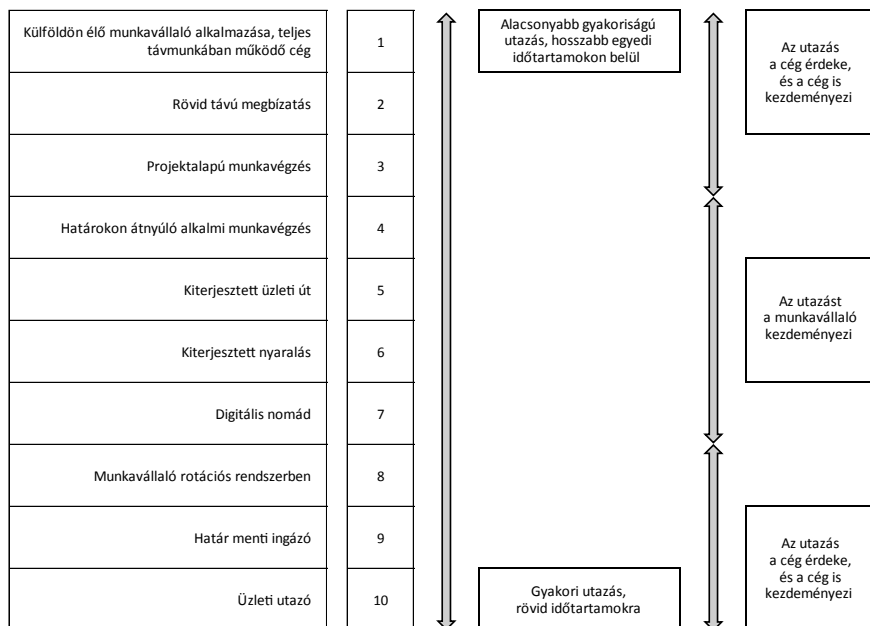 Külföldön élő munkavállaló alkalmazása, teljes
távmunkában működő cég
1
Alacsonyabb gyakoriságú
utazás, hosszabb egyedi
időtartamokon belül
Az utazás
a cég érdeke,
és a cég is
kezdeményezi
Rövid távú megbízatás
2
Projektalapú munkavégzés
3
Határokon átnyúló alkalmi munkavégzés
4
Kiterjesztett üzleti út
5
Az utazást
a munkavállaló
kezdeményezi
Kiterjesztett nyaralás
6
Digitális nomád
7
Munkavállaló rotációs rendszerben
8
Határ menti ingázó
9
Az utazás
a cég érdeke,
és a cég is
kezdeményezi
Üzleti utazó
10
Gyakori utazás,
rövid időtartamokra